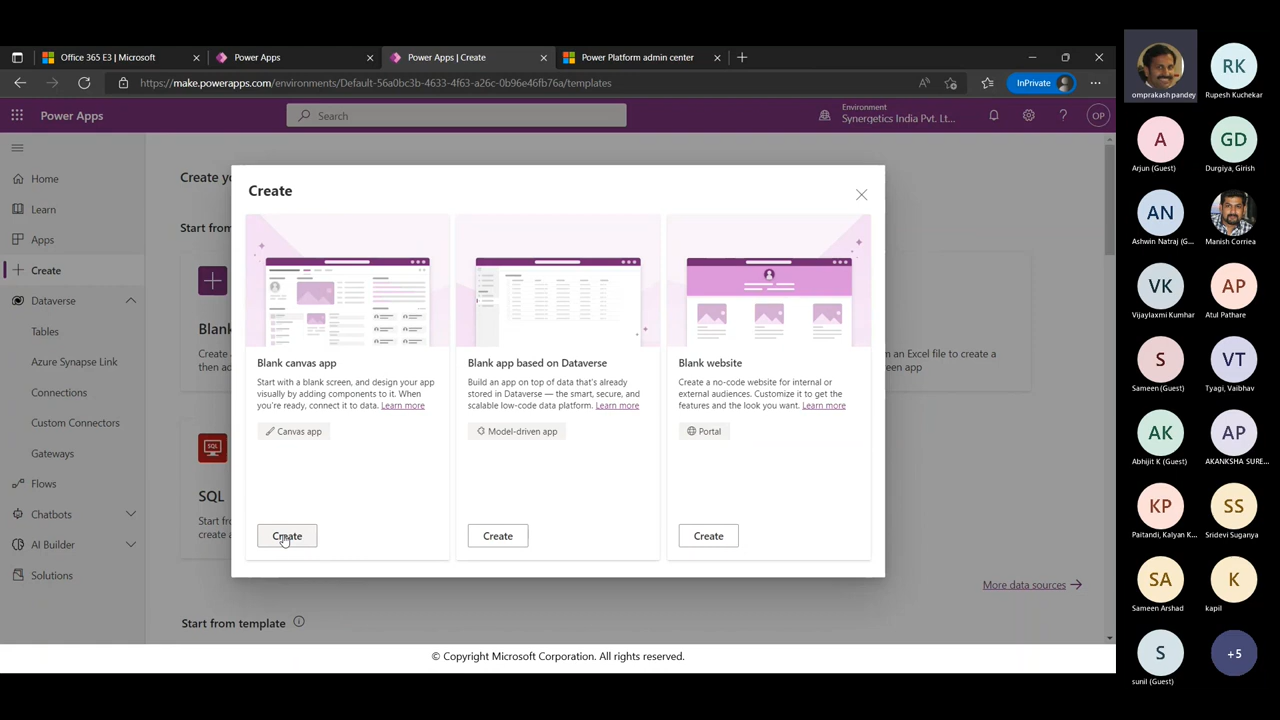 Office 365 E3 | Microsoft
Power Apps
Power Apps | Create
Power Platform admin center
https://make.powerapps.com/environments/Default-56a0bc3b-4633-4f63-a26c-0b96e46fb76a/templates
InPrivate
Power Apps
Search
Environment
Synergetics India Pvt. Lt...
OP
Home
Learn
Apps
Create
Dataverse
Tables
Azure Synapse Link
Connections
Custom Connectors
Gateways
Flows
Chatbots
AI Builder
Solutions
Create yo
Start from
Blank
Create a
then ad
an Excel file to create a
een app
SQL
SQL
Start fro
create a
More data sources
Start from template
Create
Blank canvas app
Start with a blank screen, and design your app
visually by adding components to it. When
you're ready, connect it to data. Learn more
Canvas app
Create
Blank app based on Dataverse
Build an app on top of data that's already
stored in Dataverse — the smart, secure, and
scalable low-code data platform. Learn more
Model-driven app
Create
Blank website
Create a no-code website for internal or
external audiences. Customize it to get the
features and the look you want. Learn more
Portal
Create
© Copyright Microsoft Corporation. All rights reserved.
omprakash pandey
RK
Rupesh Kuchekar
A
Arjun (Guest)
GD
Durgiya, Girish
AN
Ashwin Natraj (G...
Manish Corriea
VK
Vijaylaxmi Kumhar
AP
Atul Pathare
S
Sameen (Guest)
VT
Tyagi, Vaibhav
AK
Abhijit K (Guest)
AP
AKANKSHA SURE...
KP
Paitandi, Kalyan K...
SS
Sridevi Suganya
SA
Sameen Arshad
K
kapil
S
sunil (Guest)
+5